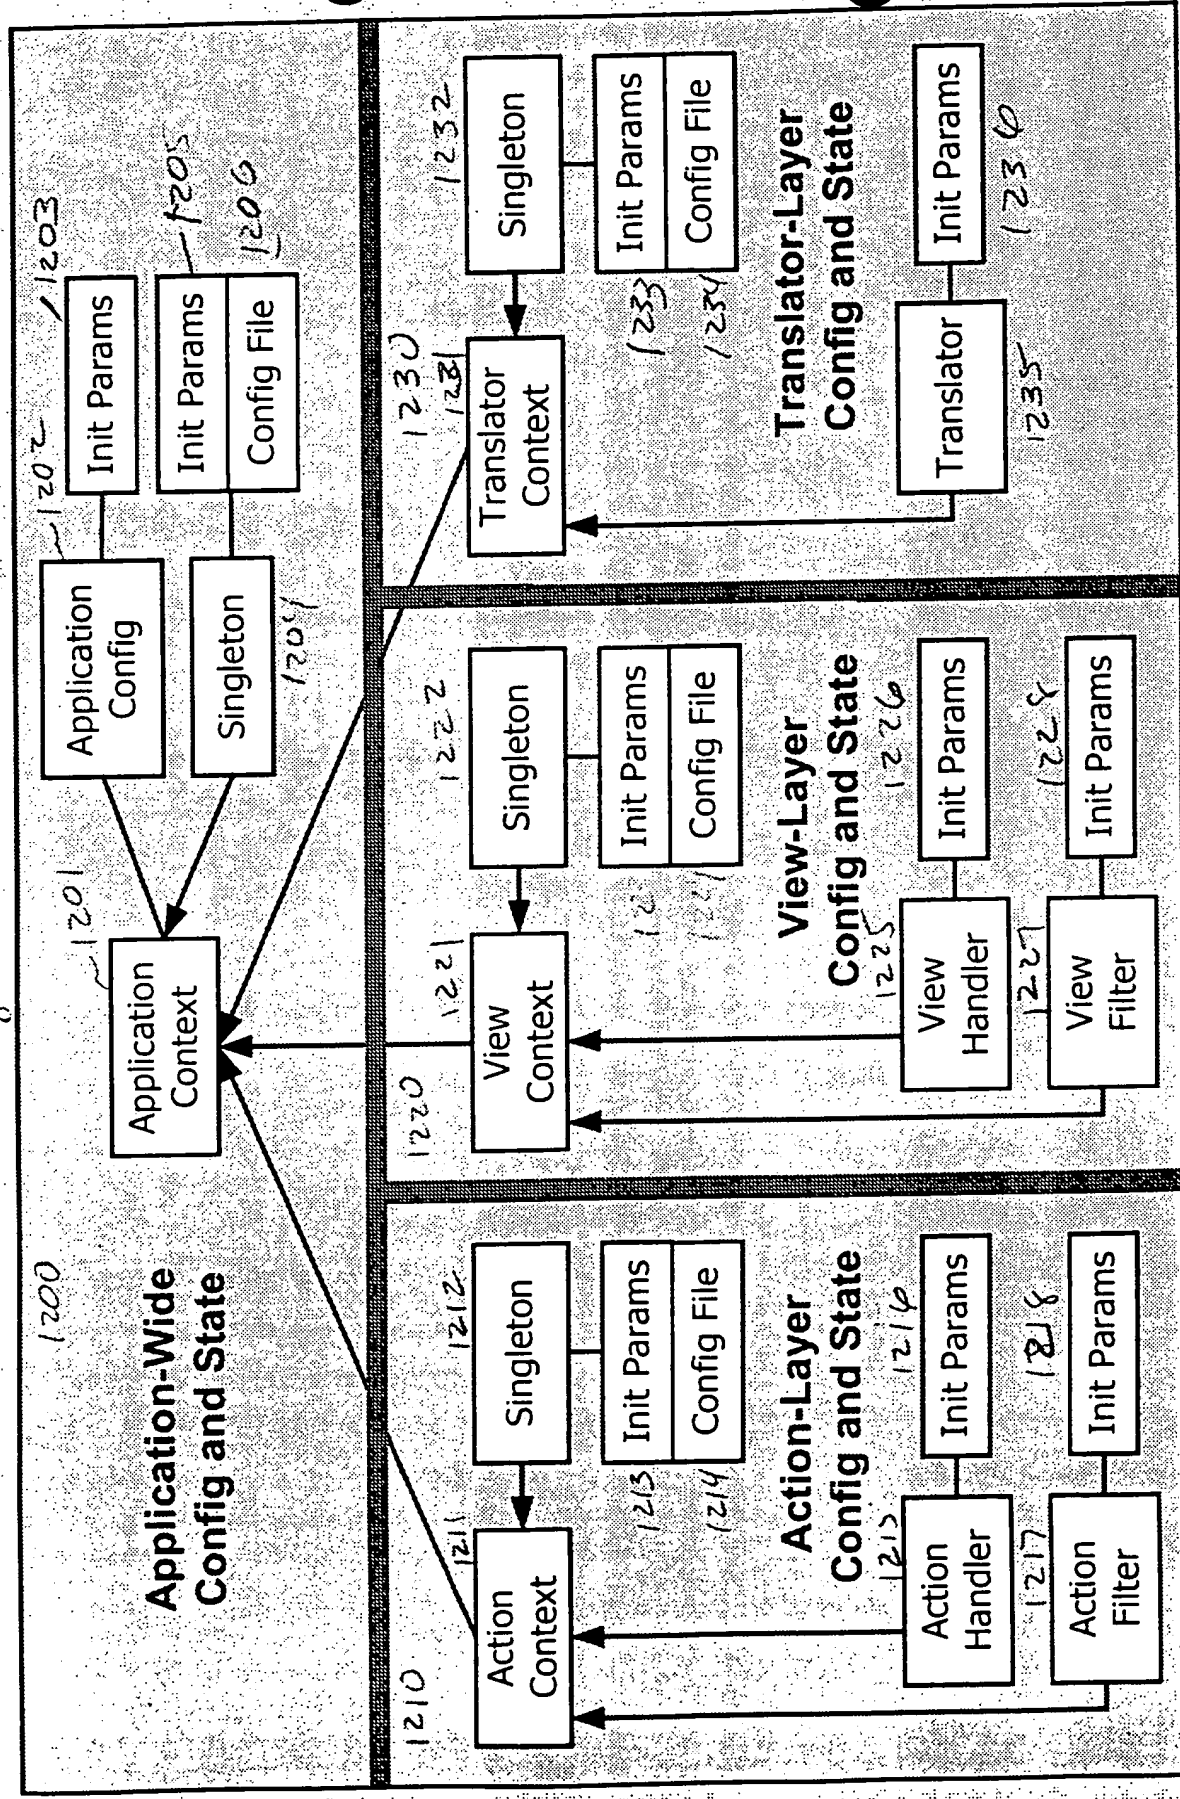 1200
Application-Wide
Config and State
1201
Application
Context
1202
Application
Config
1203
Init Params
Singleton
1204
Init Params
1205
Config File
1206
1210
1211
Action
Context
1212
Singleton
1213
Init Params
1214
Config File
Action-Layer
Config and State
1215
Action
Handler
1216
Init Params
1217
Action
Filter
1218
Init Params
1220
1221
View
Context
1222
Singleton
Init Params
Config File
View-Layer
Config and State
1225
View
Handler
1226
Init Params
1227
View
Filter
1228
Init Params
1230
1231
Translator
Context
1232
Singleton
1233
Init Params
1234
Config File
Translator-Layer
Config and State
Translator
1235
Init Params
1236